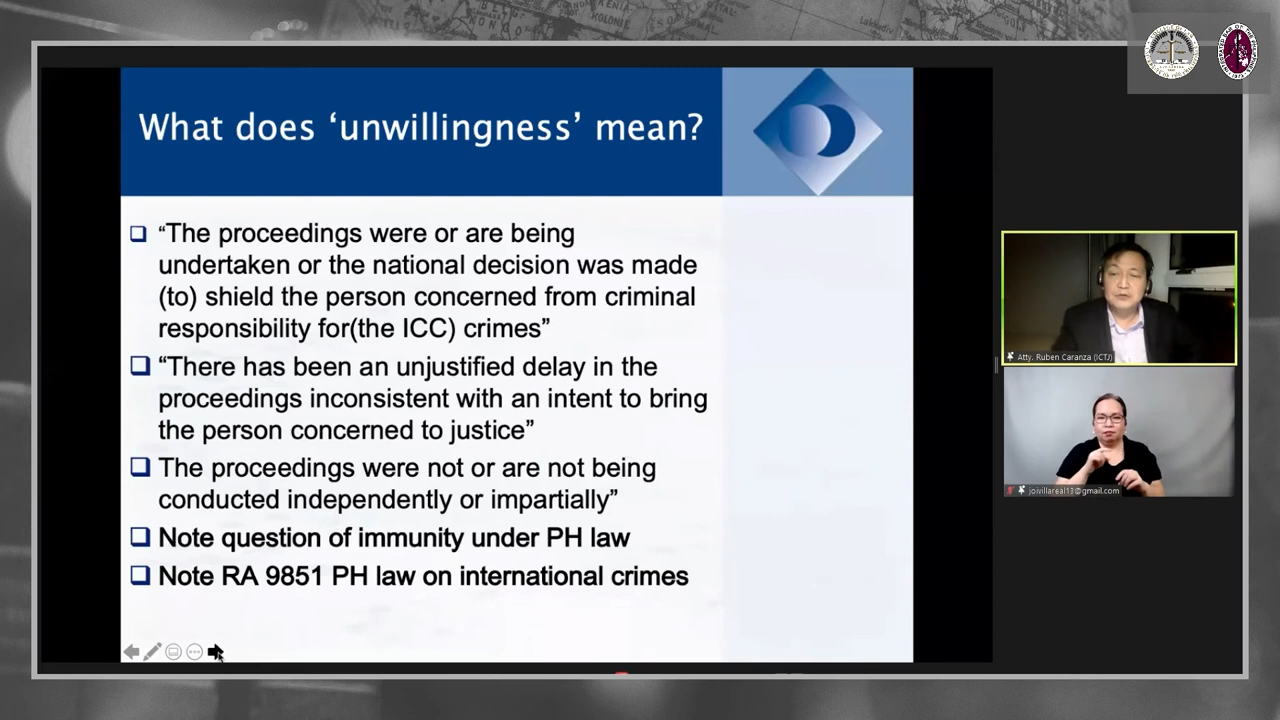 What does ‘unwillingness’ mean?
“The proceedings were or are being
undertaken or the national decision was made
(to) shield the person concerned from criminal
responsibility for(the ICC) crimes”
“There has been an unjustified delay in the
proceedings inconsistent with an intent to bring
the person concerned to justice”
The proceedings were not or are not being
conducted independently or impartially”
Note question of immunity under PH law
Note RA 9851 PH law on international crimes
Atty. Ruben Caranza (ICTJ)
joivillareal13@gmail.com